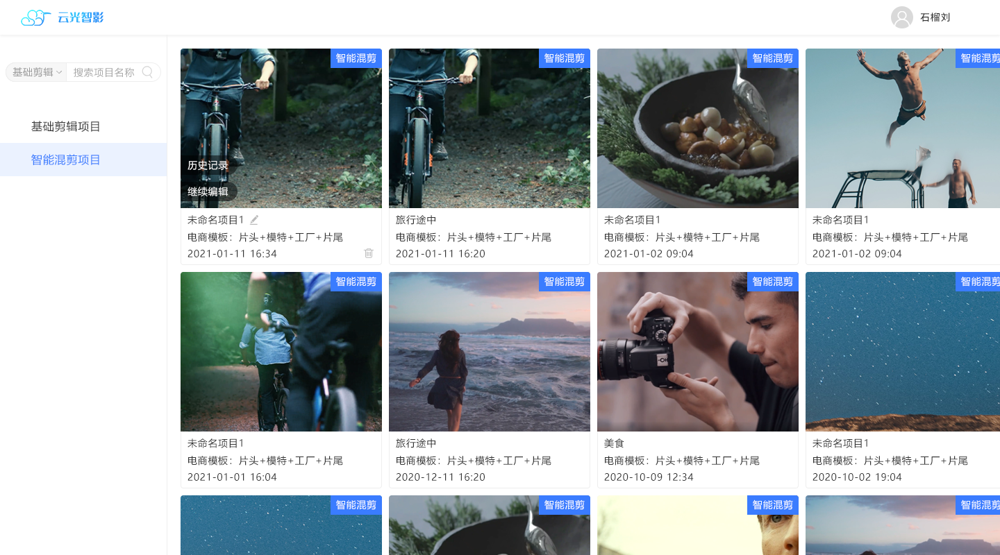 云光智影
石榴刘
基础剪辑
搜索项目名称
基础剪辑项目
智能混剪项目
智能混剪
历史记录
继续编辑
未命名项目1
电商模板：片头+模特+工厂+片尾
2021-01-11 16:34
智能混剪
旅行途中
电商模板：片头+模特+工厂+片尾
2021-01-11 16:20
智能混剪
未命名项目1
电商模板：片头+模特+工厂+片尾
2021-01-02 09:04
智能混剪
未命名项目1
电商模板：片头+模特+工厂+片尾
2021-01-02 09:04
智能混剪
未命名项目1
电商模板：片头+模特+工厂+片尾
2021-01-01 16:04
智能混剪
旅行途中
电商模板：片头+模特+工厂+片尾
2020-12-11 16:20
智能混剪
美食
电商模板：片头+模特+工厂+片尾
2020-10-09 12:34
智能混剪
未命名项目1
电商模板：片头+模特+工厂+片尾
2020-10-02 19:04
智能混剪
智能混剪
智能混剪
智能混剪